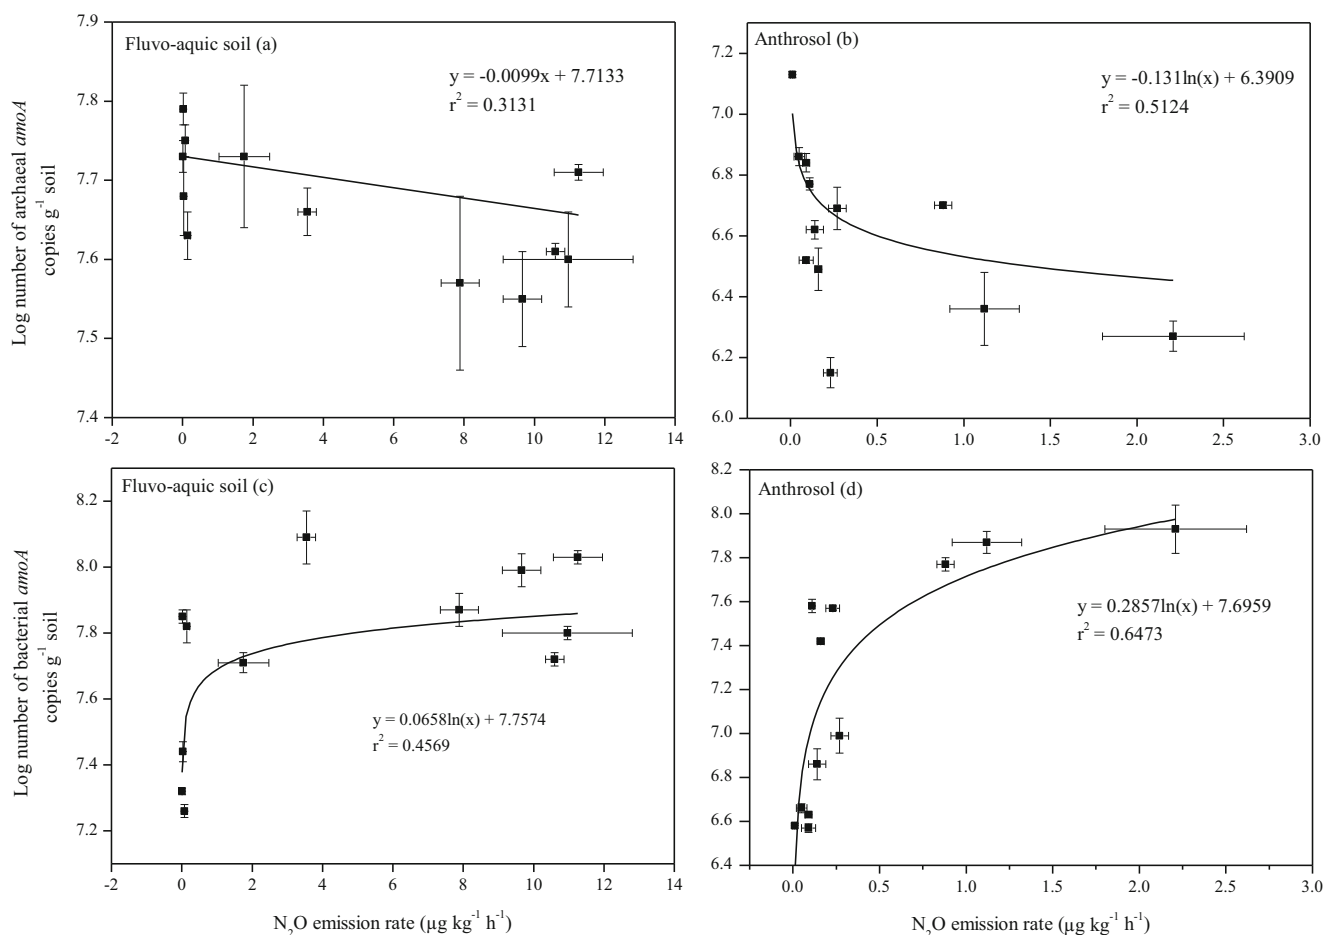 Fluvo-aquic soil (a)
y = -0.0099x + 7.7133
r² = 0.3131
7.9
7.8
7.7
7.6
7.5
7.4
-2 0 2 4 6 8 10 12 14
Log number of archaeal amoA
copies g⁻¹ soil
Anthrosol (b)
y = -0.131ln(x) + 6.3909
r² = 0.5124
7.2
7.0
6.8
6.6
6.4
6.2
6.0
0.0 0.5 1.0 1.5 2.0 2.5 3.0
Fluvo-aquic soil (c)
y = 0.0658ln(x) + 7.7574
r² = 0.4569
8.2
8.0
7.8
7.6
7.4
7.2
-2 0 2 4 6 8 10 12 14
Log number of bacterial amoA
copies g⁻¹ soil
N₂O emission rate (µg kg⁻¹ h⁻¹)
Anthrosol (d)
y = 0.2857ln(x) + 7.6959
r² = 0.6473
8.2
8.0
7.8
7.6
7.4
7.2
7.0
6.8
6.6
6.4
0.0 0.5 1.0 1.5 2.0 2.5 3.0
N₂O emission rate (µg kg⁻¹ h⁻¹)